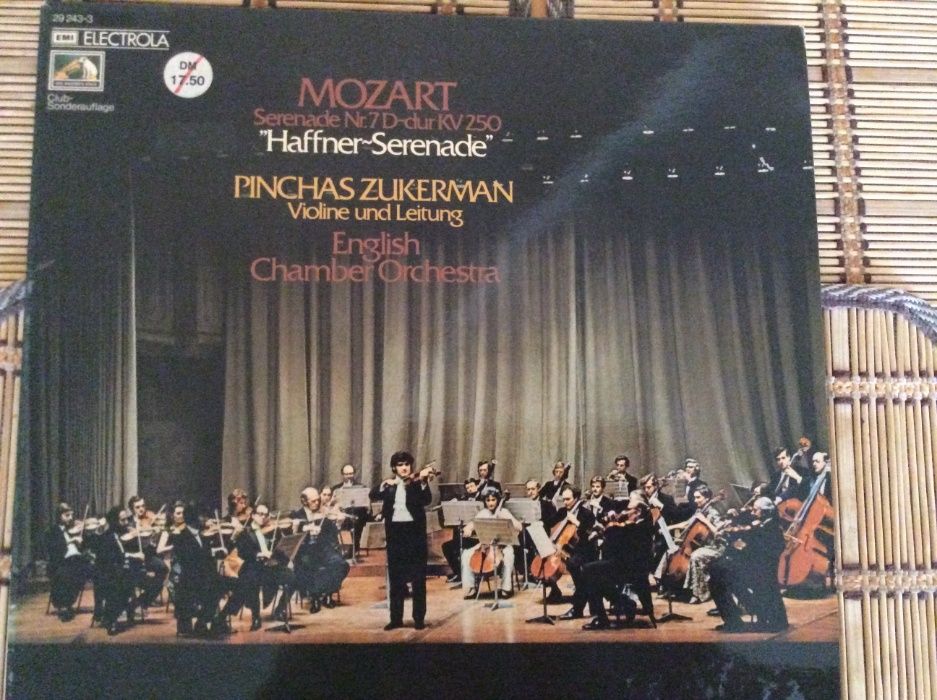 29 243-3
EMI ELECTROLA
Club-
Sonderauflage
DM
17.50
MOZART
Serenade Nr.7 D-dur KV 250
"Haffner-Serenade"
PINCHAS ZUKERMAN
Violine und Leitung
English
Chamber Orchestra